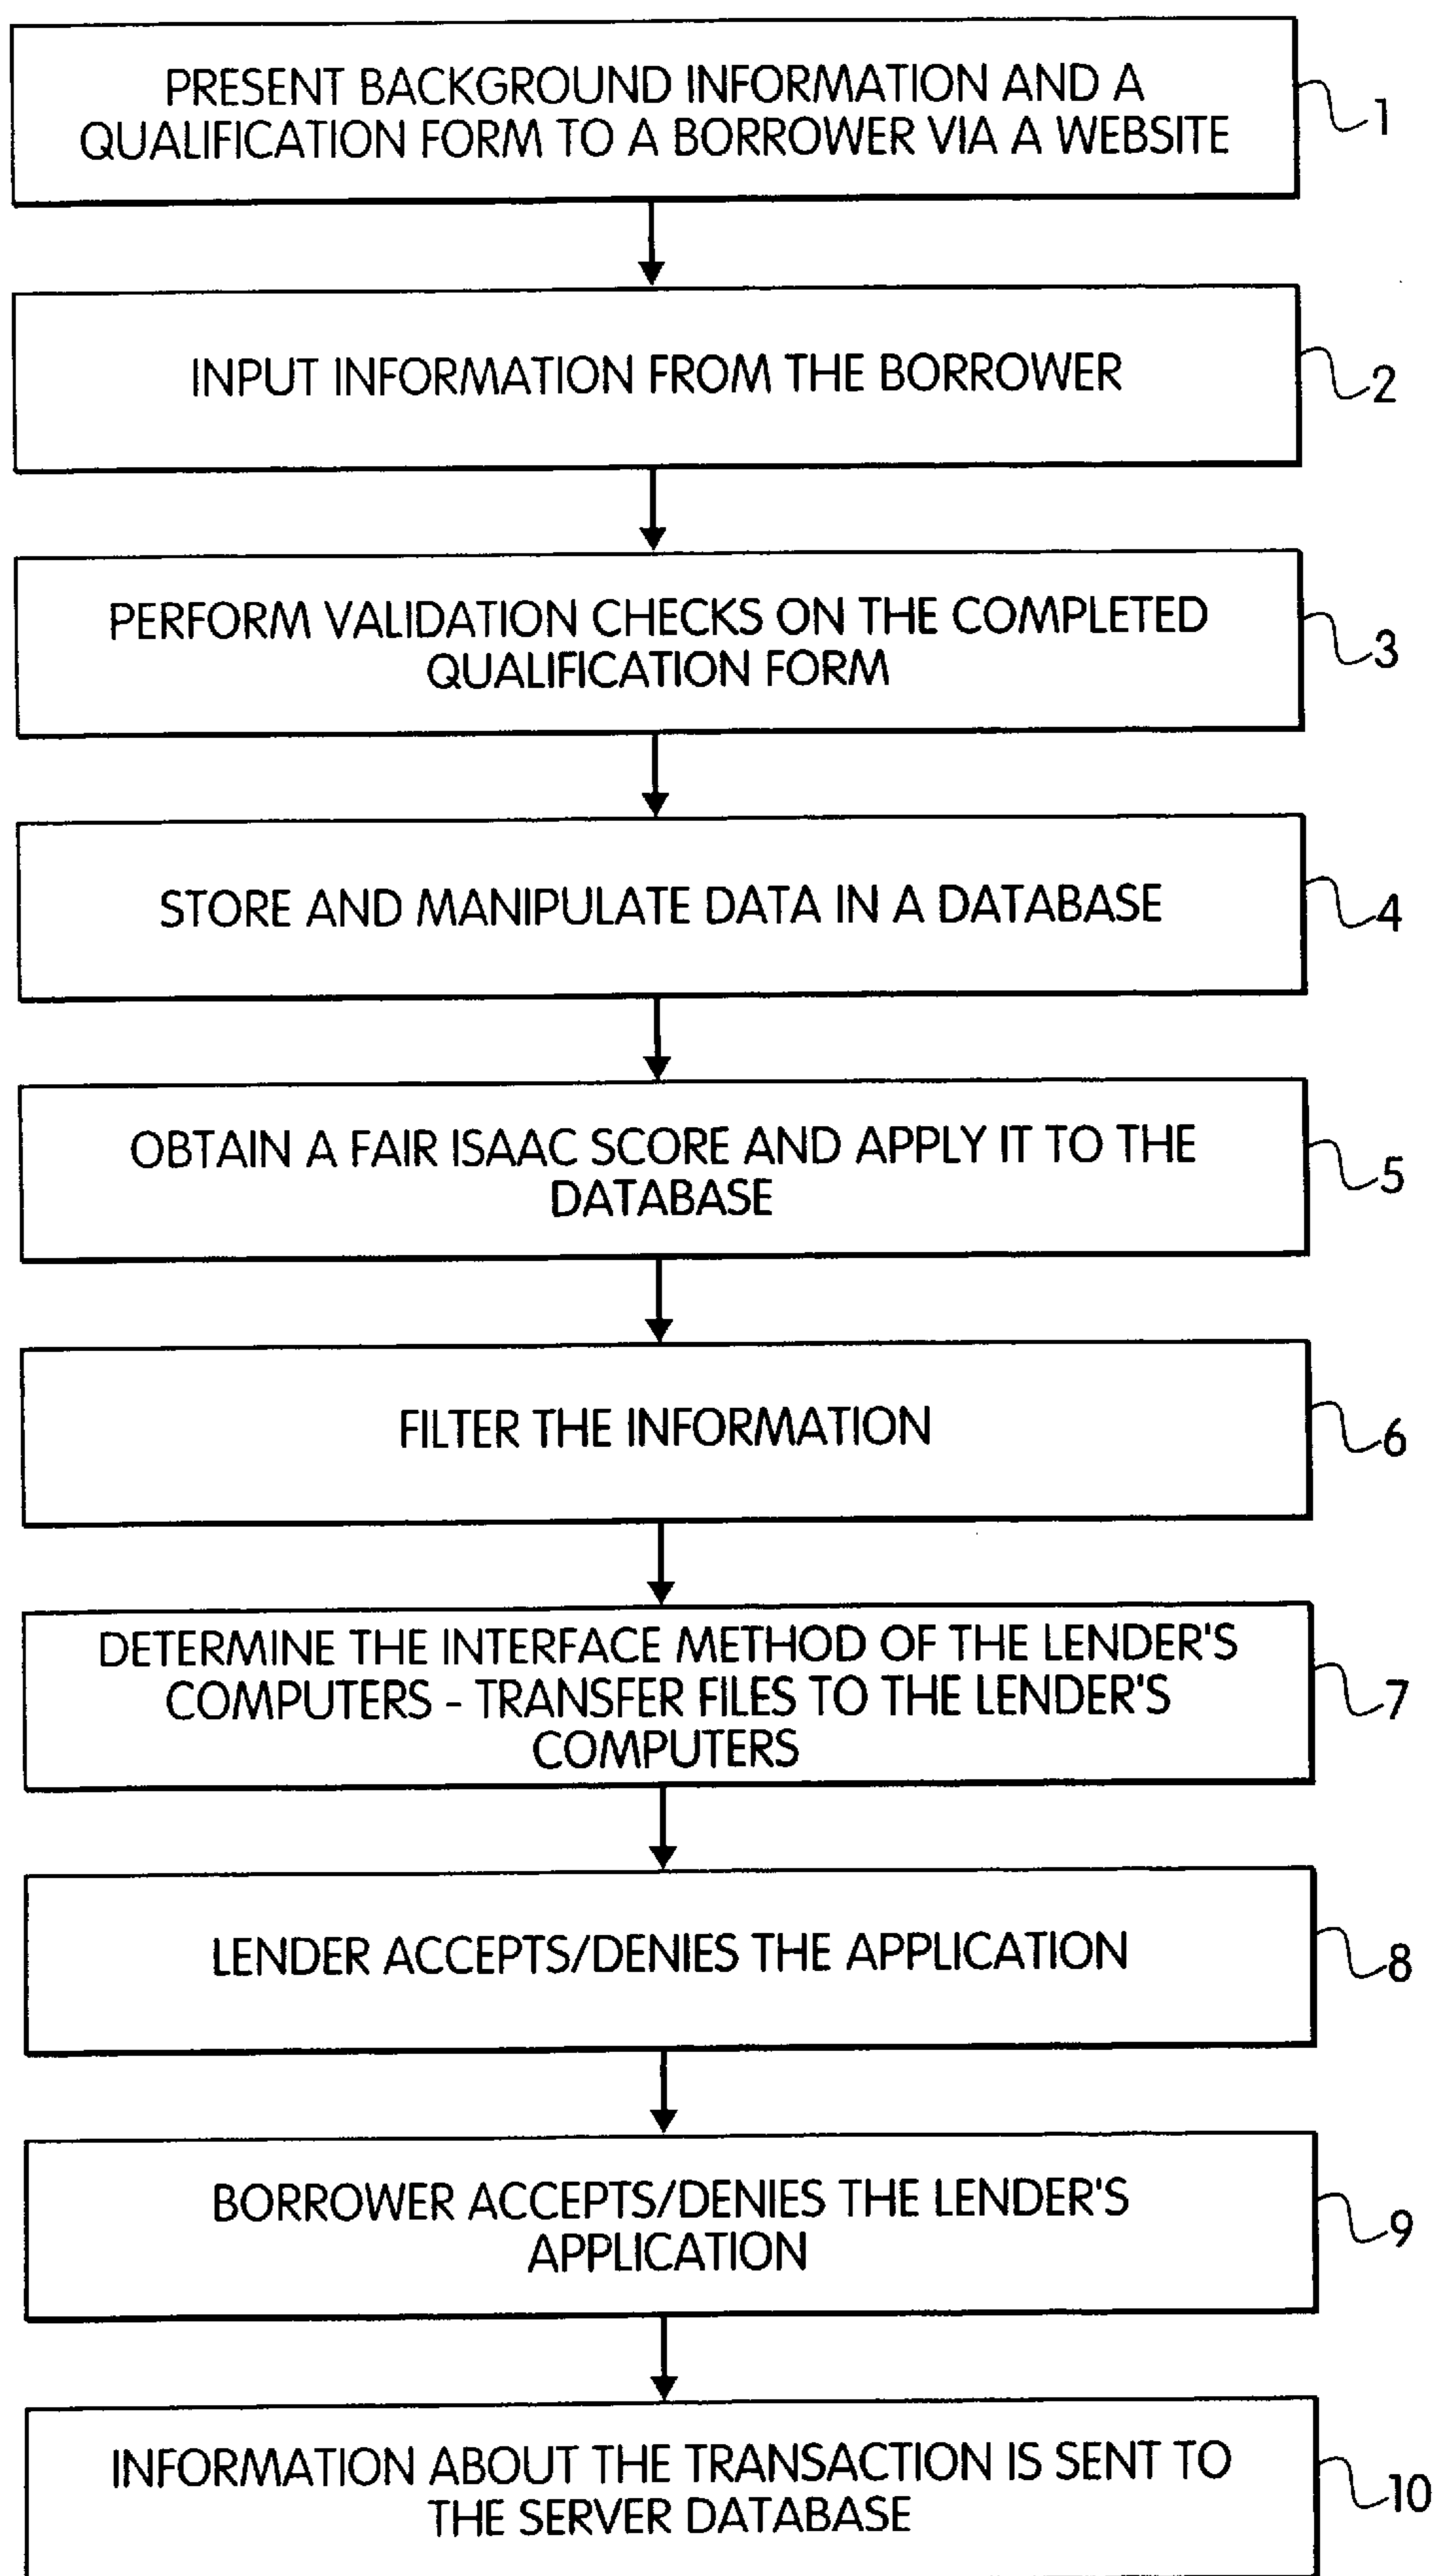 PRESENT BACKGROUND INFORMATION AND A
QUALIFICATION FORM TO A BORROWER VIA A WEBSITE
1
INPUT INFORMATION FROM THE BORROWER
2
PERFORM VALIDATION CHECKS ON THE COMPLETED
QUALIFICATION FORM
3
STORE AND MANIPULATE DATA IN A DATABASE
4
OBTAIN A FAIR ISAAC SCORE AND APPLY IT TO THE
DATABASE
5
FILTER THE INFORMATION
6
DETERMINE THE INTERFACE METHOD OF THE LENDER'S
COMPUTERS - TRANSFER FILES TO THE LENDER'S
COMPUTERS
7
LENDER ACCEPTS/DENIES THE APPLICATION
8
BORROWER ACCEPTS/DENIES THE LENDER'S
APPLICATION
9
INFORMATION ABOUT THE TRANSACTION IS SENT TO
THE SERVER DATABASE
10